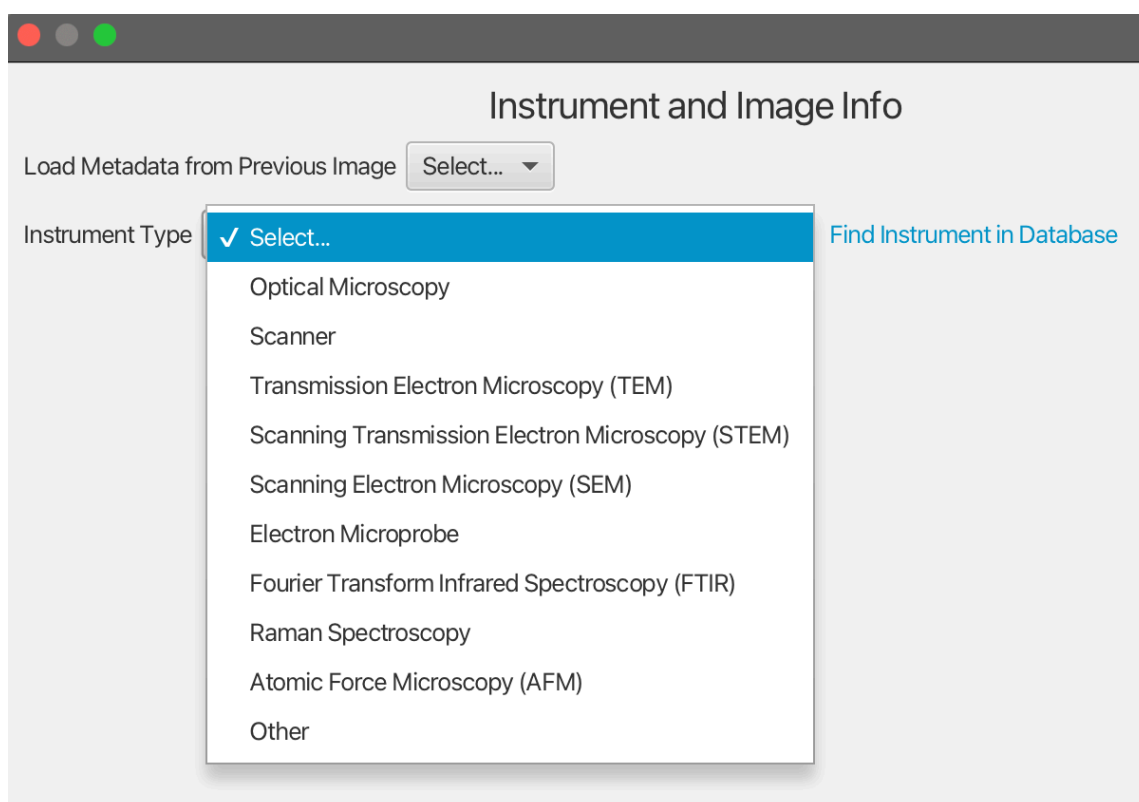 Instrument and Image Info
Load Metadata from Previous Image Select...
Instrument Type ✓ Select... Find Instrument in Database
Optical Microscopy
Scanner
Transmission Electron Microscopy (TEM)
Scanning Transmission Electron Microscopy (STEM)
Scanning Electron Microscopy (SEM)
Electron Microprobe
Fourier Transform Infrared Spectroscopy (FTIR)
Raman Spectroscopy
Atomic Force Microscopy (AFM)
Other